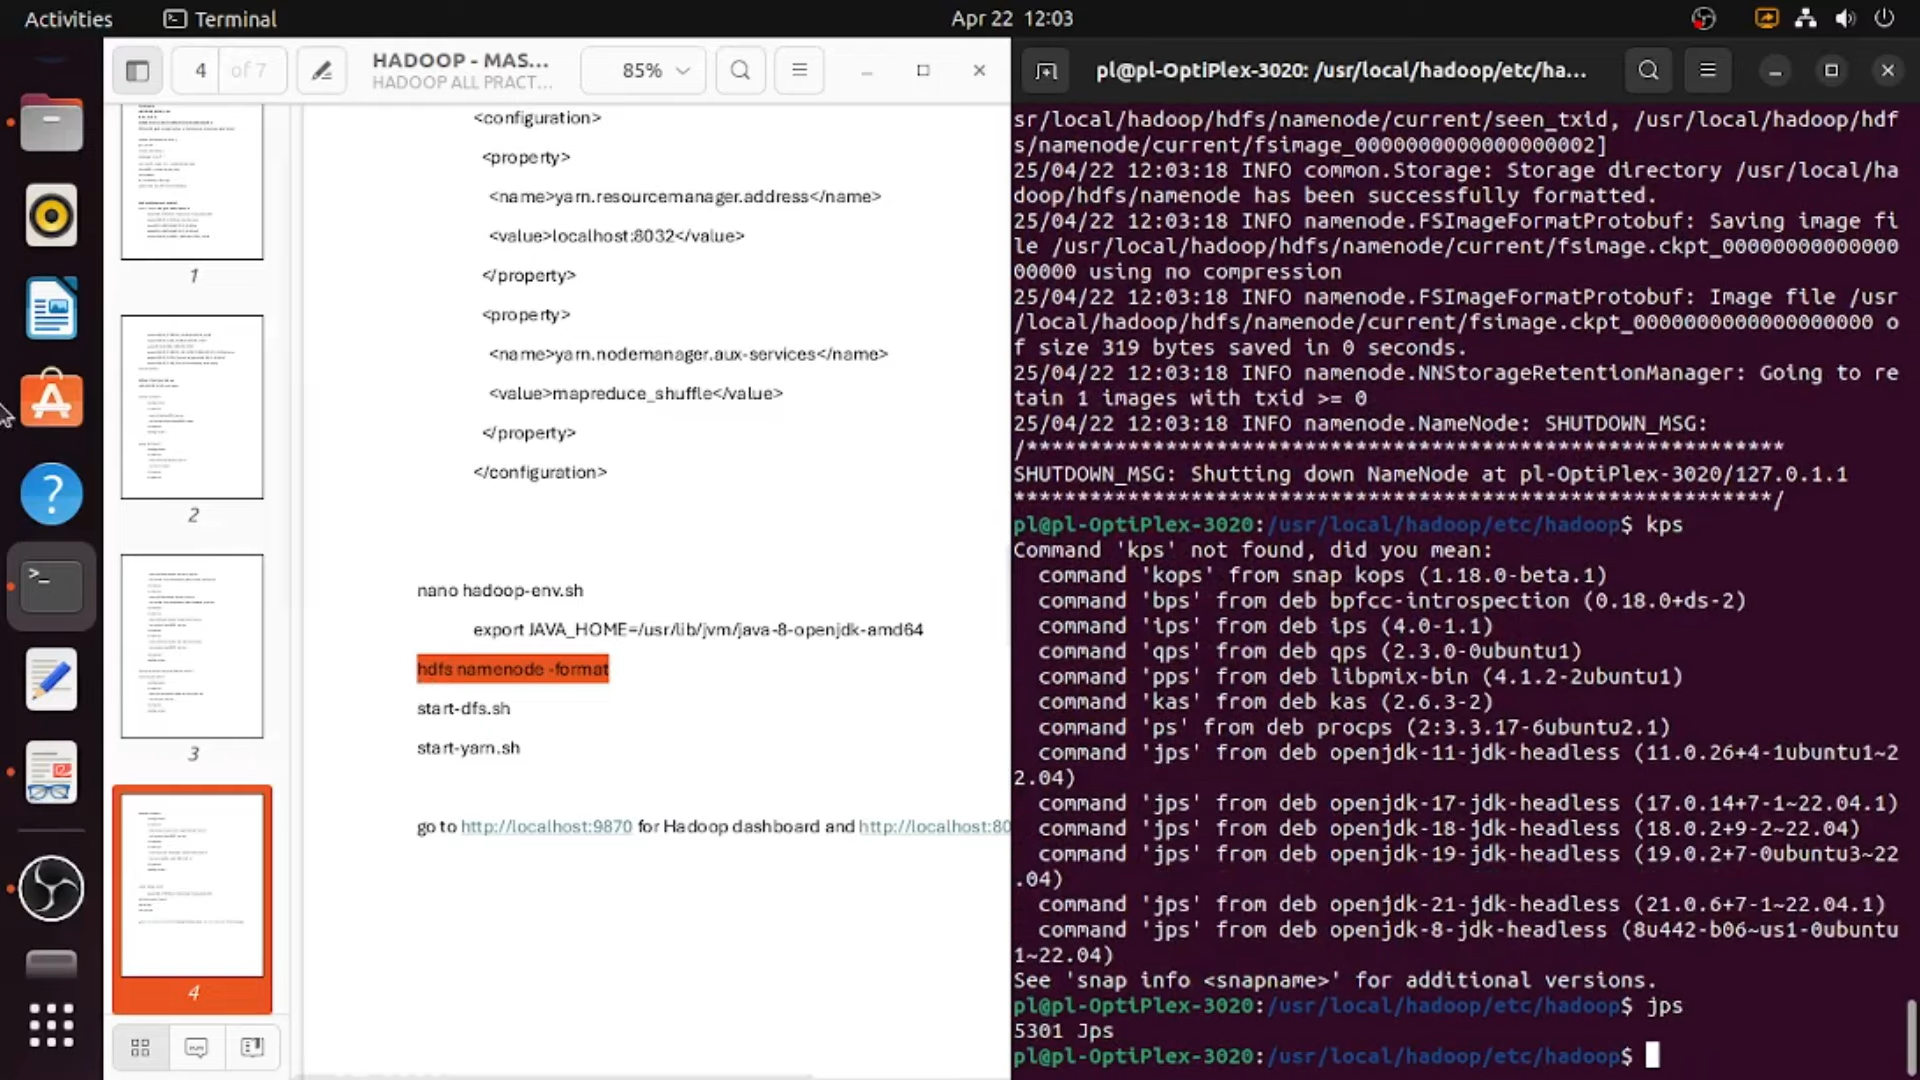 Activities
Terminal
Apr 22 12:03
4 of 7
HADOOP - MAS...
HADOOP ALL PRACT...
85%
pl@pl-OptiPlex-3020: /usr/local/hadoop/etc/ha...
1
2
3
4
<configuration>
<property>
<name>yarn.resourcemanager.address</name>
<value>localhost:8032</value>
</property>
<property>
<name>yarn.nodemanager.aux-services</name>
<value>mapreduce_shuffle</value>
</property>
</configuration>
nano hadoop-env.sh
export JAVA_HOME=/usr/lib/jvm/java-8-openjdk-amd64
hdfs namenode -format
start-dfs.sh
start-yarn.sh
go to http://localhost:9870 for Hadoop dashboard and http://localhost:80
sr/local/hadoop/hdfs/namenode/current/seen_txid, /usr/local/hadoop/hdf
s/namenode/current/fsimage_0000000000000000002]
25/04/22 12:03:18 INFO common.Storage: Storage directory /usr/local/ha
doop/hdfs/namenode has been successfully formatted.
25/04/22 12:03:18 INFO namenode.FSImageFormatProtobuf: Saving image fi
le /usr/local/hadoop/hdfs/namenode/current/fsimage.ckpt_00000000000000
00000 using no compression
25/04/22 12:03:18 INFO namenode.FSImageFormatProtobuf: Image file /usr
/local/hadoop/hdfs/namenode/current/fsimage.ckpt_0000000000000000000 o
f size 319 bytes saved in 0 seconds.
25/04/22 12:03:18 INFO namenode.NNStorageRetentionManager: Going to re
tain 1 images with txid >= 0
25/04/22 12:03:18 INFO namenode.NameNode: SHUTDOWN_MSG:
/************************************************************
SHUTDOWN_MSG: Shutting down NameNode at pl-OptiPlex-3020/127.0.1.1
************************************************************/
pl@pl-OptiPlex-3020:/usr/local/hadoop/etc/hadoop$ kps
Command 'kps' not found, did you mean:
command 'kops' from snap kops (1.18.0-beta.1)
command 'bps' from deb bpfcc-introspection (0.18.0+ds-2)
command 'ips' from deb ips (4.0-1.1)
command 'qps' from deb qps (2.3.0-0ubuntu1)
command 'pps' from deb libpmix-bin (4.1.2-2ubuntu1)
command 'kas' from deb kas (2.6.3-2)
command 'ps' from deb procps (2:3.3.17-6ubuntu2.1)
command 'jps' from deb openjdk-11-jdk-headless (11.0.26+4-1ubuntu1~2
2.04)
command 'jps' from deb openjdk-17-jdk-headless (17.0.14+7-1~22.04.1)
command 'jps' from deb openjdk-18-jdk-headless (18.0.2+9-2~22.04)
command 'jps' from deb openjdk-19-jdk-headless (19.0.2+7-0ubuntu3~22
.04)
command 'jps' from deb openjdk-21-jdk-headless (21.0.6+7-1~22.04.1)
command 'jps' from deb openjdk-8-jdk-headless (8u442-b06~us1-0ubuntu
1~22.04)
See 'snap info <snapname>' for additional versions.
pl@pl-OptiPlex-3020:/usr/local/hadoop/etc/hadoop$ jps
5301 Jps
pl@pl-OptiPlex-3020:/usr/local/hadoop/etc/hadoop$